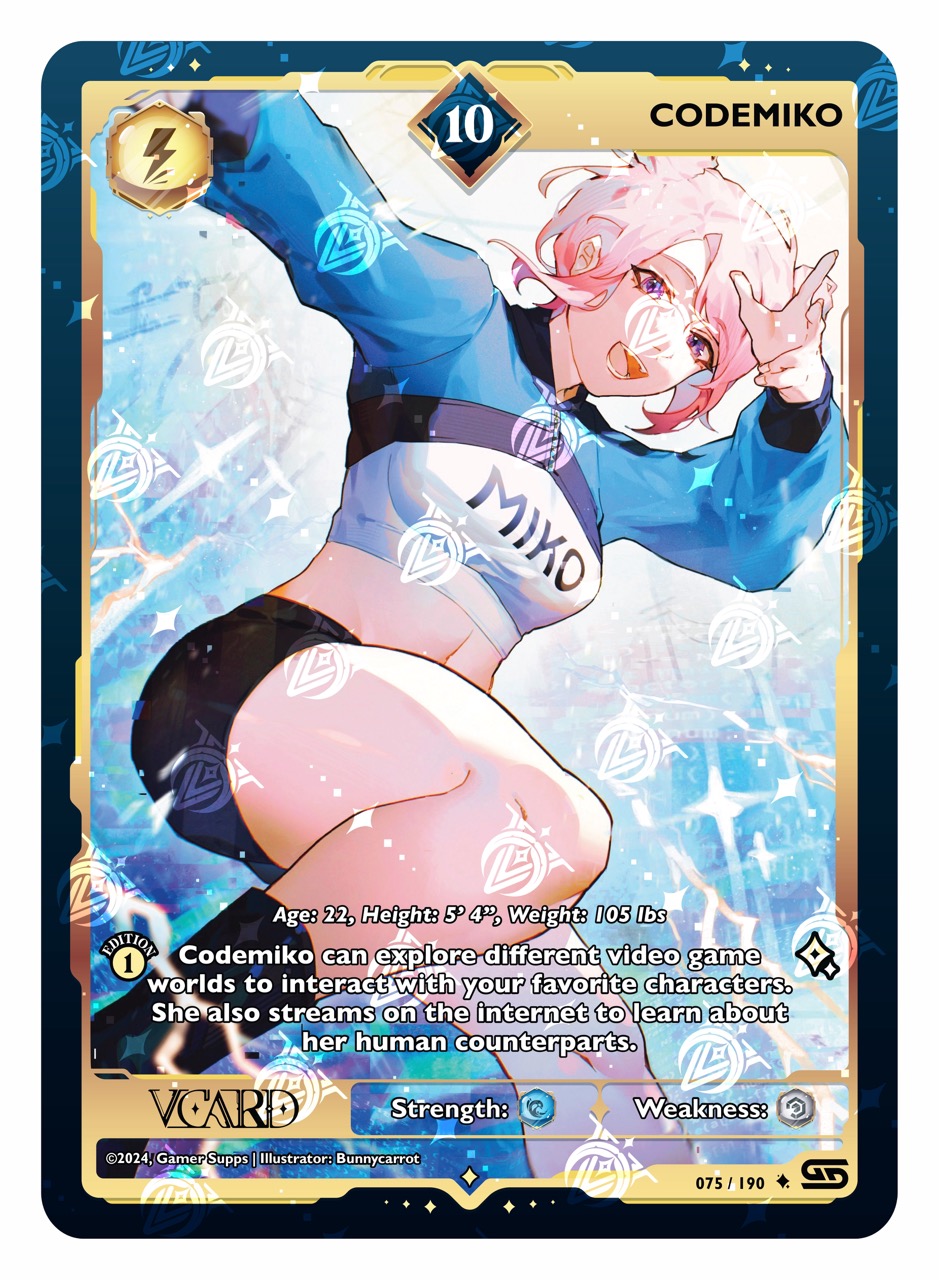 10
CODEMIKO
MIKO
Age: 22, Height: 5’ 4”, Weight: 105 lbs
EDITION
1
Codemiko can explore different video game
worlds to interact with your favorite characters.
She also streams on the internet to learn about
her human counterparts.
VCARD
Strength:
Weakness:
©2024, Gamer Supps | Illustrator: Bunnycarrot
075 / 190
GS